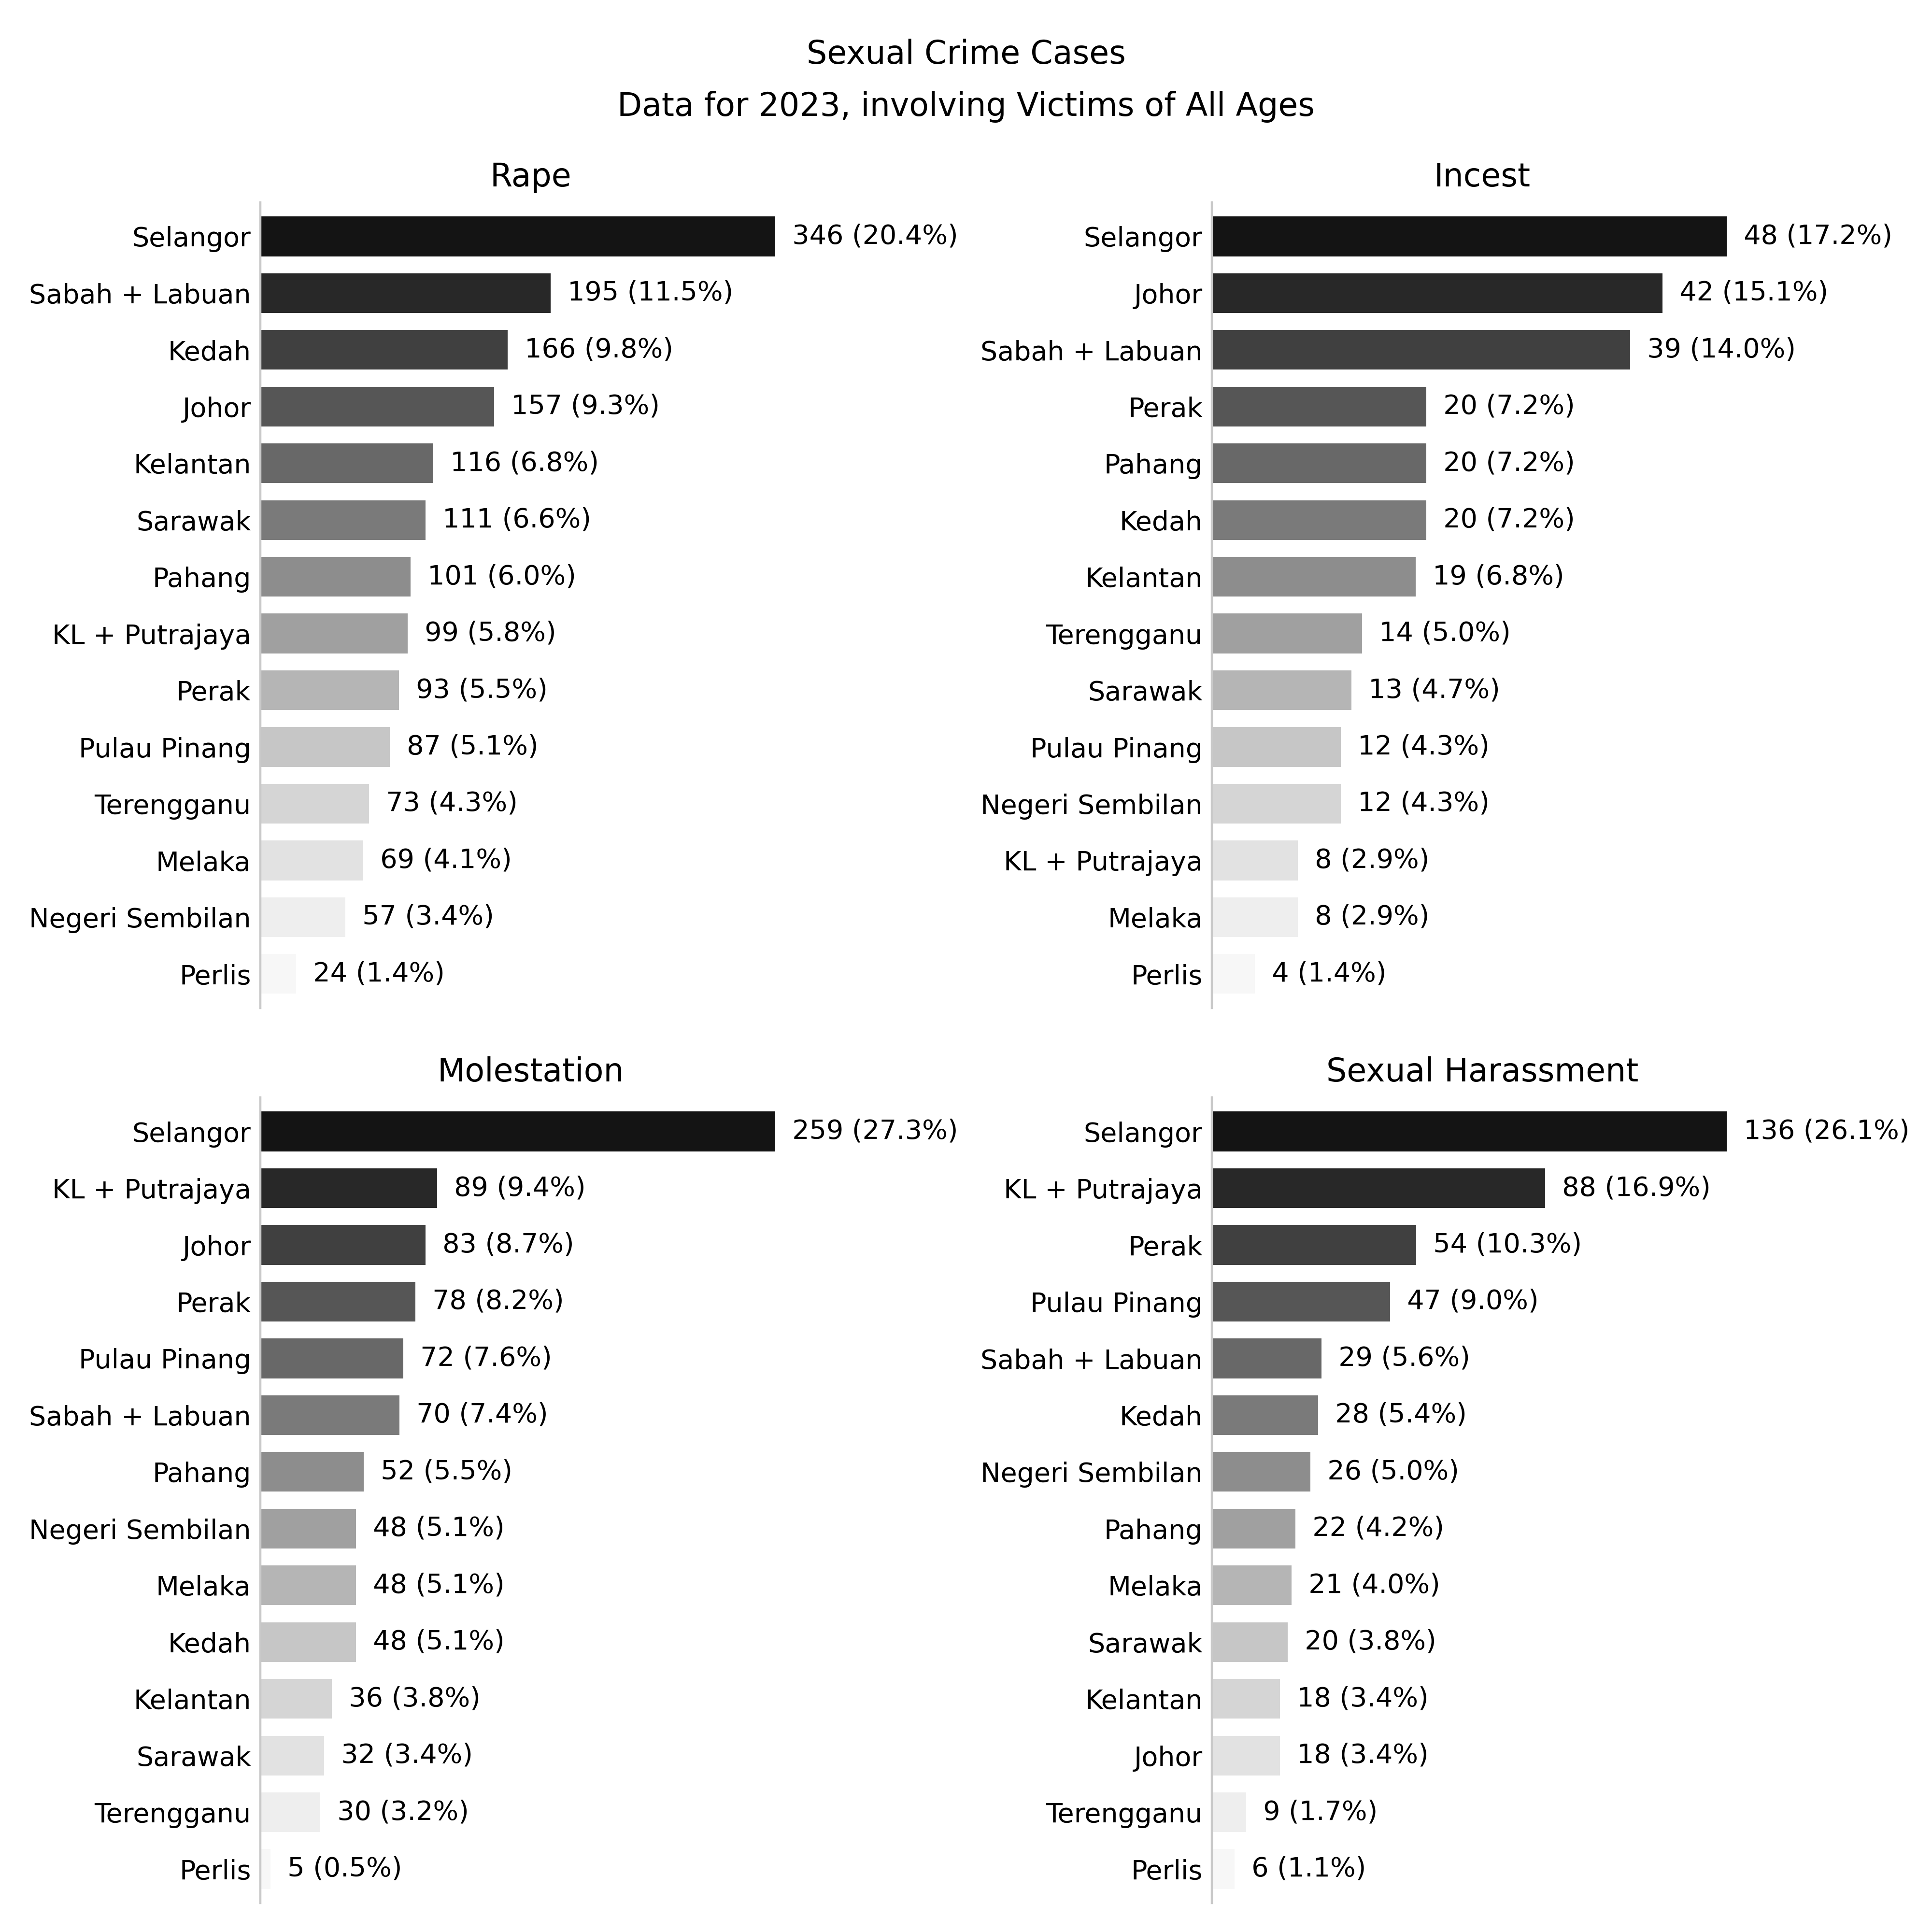 Sexual Crime Cases
Data for 2023, involving Victims of All Ages
Rape
Selangor 346 (20.4%)
Sabah + Labuan 195 (11.5%)
Kedah 166 (9.8%)
Johor 157 (9.3%)
Kelantan 116 (6.8%)
Sarawak 111 (6.6%)
Pahang 101 (6.0%)
KL + Putrajaya 99 (5.8%)
Perak 93 (5.5%)
Pulau Pinang 87 (5.1%)
Terengganu 73 (4.3%)
Melaka 69 (4.1%)
Negeri Sembilan 57 (3.4%)
Perlis 24 (1.4%)
Incest
Selangor 48 (17.2%)
Johor 42 (15.1%)
Sabah + Labuan 39 (14.0%)
Perak 20 (7.2%)
Pahang 20 (7.2%)
Kedah 20 (7.2%)
Kelantan 19 (6.8%)
Terengganu 14 (5.0%)
Sarawak 13 (4.7%)
Pulau Pinang 12 (4.3%)
Negeri Sembilan 12 (4.3%)
KL + Putrajaya 8 (2.9%)
Melaka 8 (2.9%)
Perlis 4 (1.4%)
Molestation
Selangor 259 (27.3%)
KL + Putrajaya 89 (9.4%)
Johor 83 (8.7%)
Perak 78 (8.2%)
Pulau Pinang 72 (7.6%)
Sabah + Labuan 70 (7.4%)
Pahang 52 (5.5%)
Negeri Sembilan 48 (5.1%)
Melaka 48 (5.1%)
Kedah 48 (5.1%)
Kelantan 36 (3.8%)
Sarawak 32 (3.4%)
Terengganu 30 (3.2%)
Perlis 5 (0.5%)
Sexual Harassment
Selangor 136 (26.1%)
KL + Putrajaya 88 (16.9%)
Perak 54 (10.3%)
Pulau Pinang 47 (9.0%)
Sabah + Labuan 29 (5.6%)
Kedah 28 (5.4%)
Negeri Sembilan 26 (5.0%)
Pahang 22 (4.2%)
Melaka 21 (4.0%)
Sarawak 20 (3.8%)
Kelantan 18 (3.4%)
Johor 18 (3.4%)
Terengganu 9 (1.7%)
Perlis 6 (1.1%)